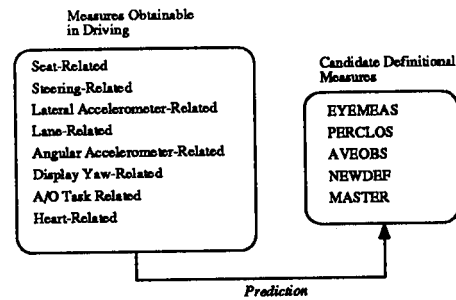 Measures Obtainable
in Driving
Seat-Related
Steering-Related
Lateral Accelerometer-Related
Lane-Related
Angular Accelerometer-Related
Display Yaw-Related
A/O Task Related
Heart-Related
Candidate Definitional
Measures
EYEMEAS
PERCLOS
AVEOBS
NEWDEF
MASTER
Prediction